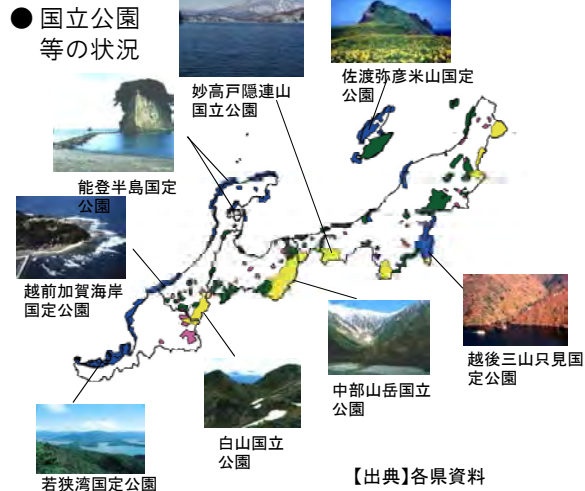 ● 国立公園
等の状況
妙高戸隠連山
国立公園
佐渡弥彦米山国定
公園
能登半島国定
公園
越前加賀海岸
国定公園
越後三山只見国
定公園
中部山岳国立
公園
白山国立
公園
若狭湾国定公園
【出典】各県資料